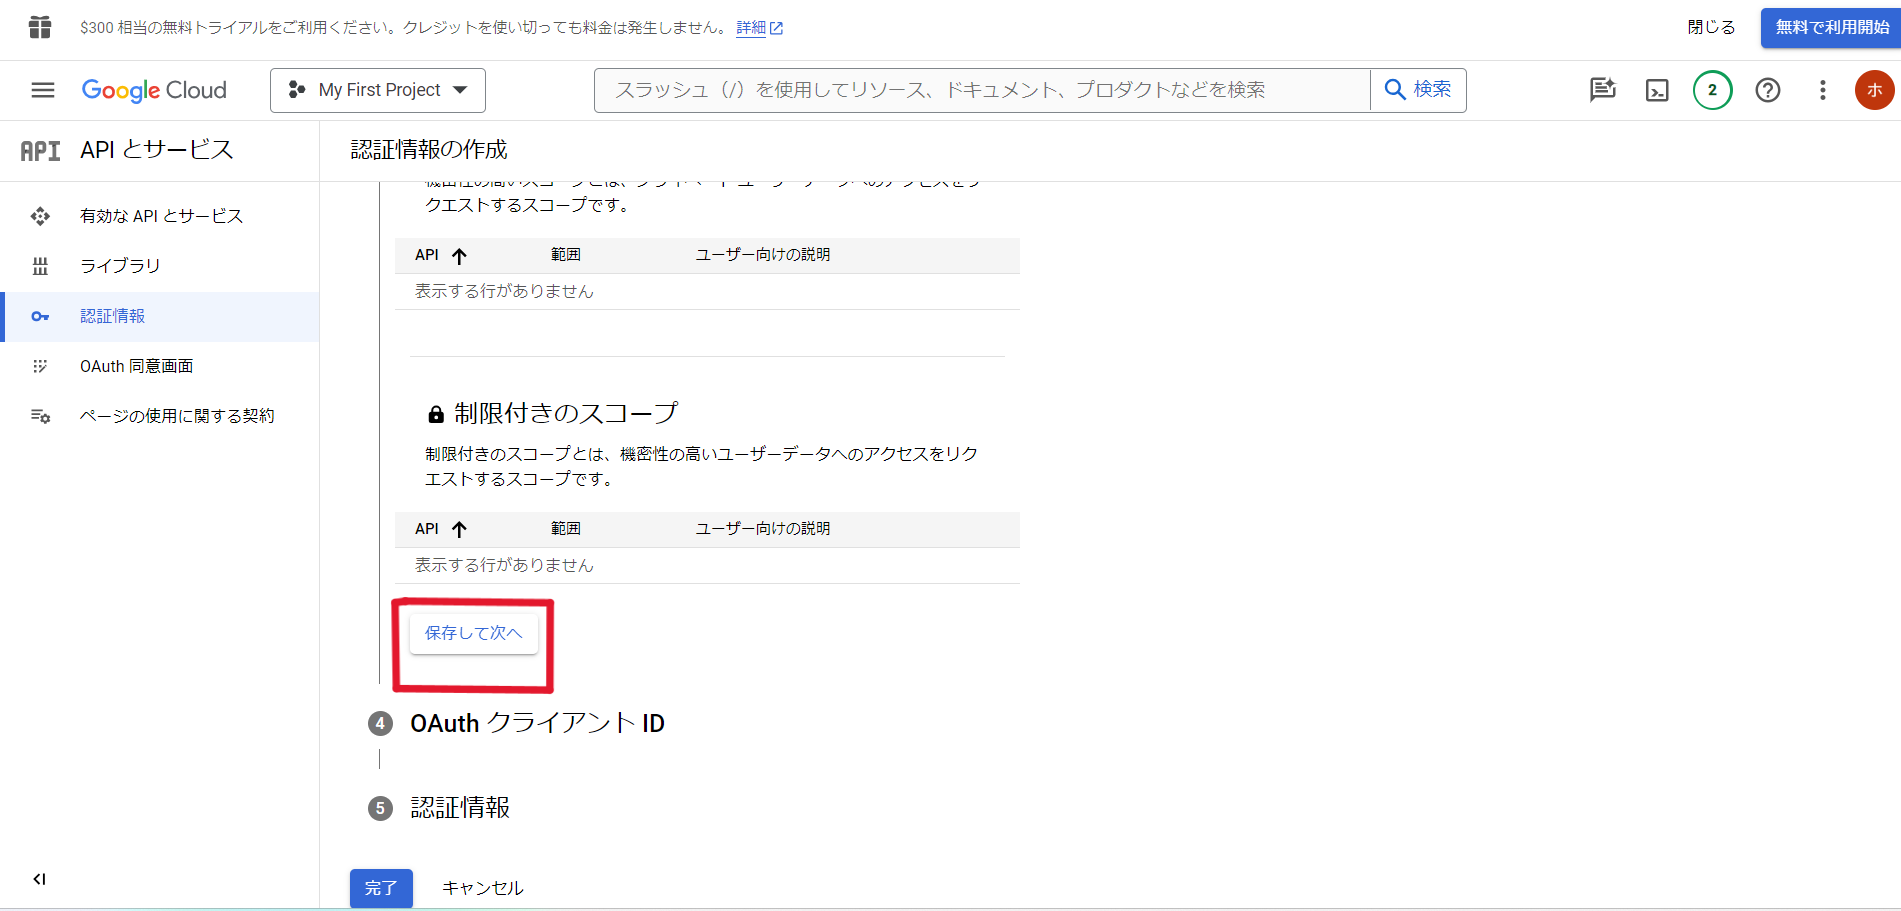 $300 相当の無料トライアルをご利用ください。クレジットを使い切っても料金は発生しません。 詳細
閉じる
無料で利用開始
Google Cloud
My First Project
スラッシュ（/）を使用してリソース、ドキュメント、プロダクトなどを検索
検索
2
ホ
API API とサービス
認証情報の作成
有効な API とサービス
ライブラリ
認証情報
OAuth 同意画面
ページの使用に関する契約
クエストするスコープです。
API 範囲 ユーザー向けの説明
表示する行がありません
制限付きのスコープ
制限付きのスコープとは、機密性の高いユーザーデータへのアクセスをリク
エストするスコープです。
API 範囲 ユーザー向けの説明
表示する行がありません
保存して次へ
4 OAuth クライアント ID
5 認証情報
完了 キャンセル